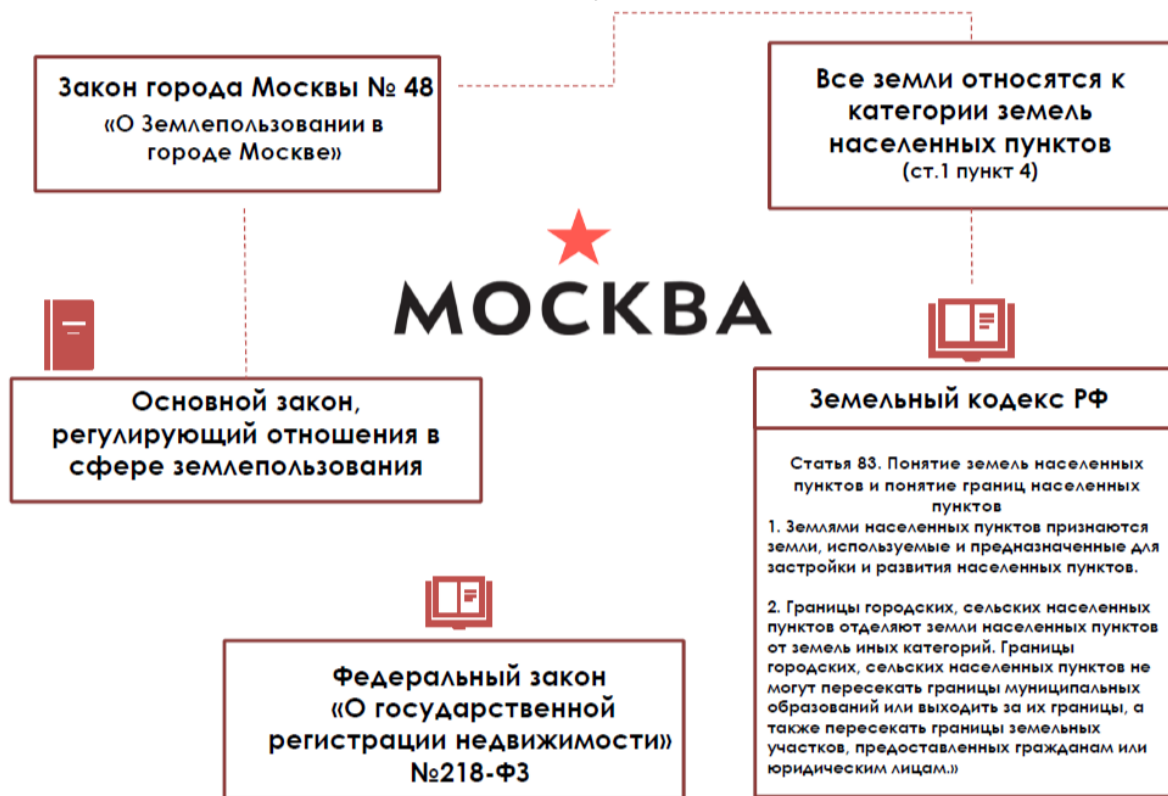 Закон города Москвы № 48
«О Землепользовании в
городе Москве»
Все земли относятся к
категории земель
населенных пунктов
(ст.1 пункт 4)
МОСКВА
Основной закон,
регулирующий отношения в
сфере землепользования
Земельный кодекс РФ
Статья 83. Понятие земель населенных
пунктов и понятие границ населенных
пунктов
1. Землями населенных пунктов признаются
земли, используемые и предназначенные для
застройки и развития населенных пунктов.
2. Границы городских, сельских населенных
пунктов отделяют земли населенных пунктов
от земель иных категорий. Границы
городских, сельских населенных пунктов не
могут пересекать границы муниципальных
образований или выходить за их границы, а
также пересекать границы земельных
участков, предоставленных гражданам или
юридическим лицам.»
Федеральный закон
«О государственной
регистрации недвижимости»
№218-ФЗ